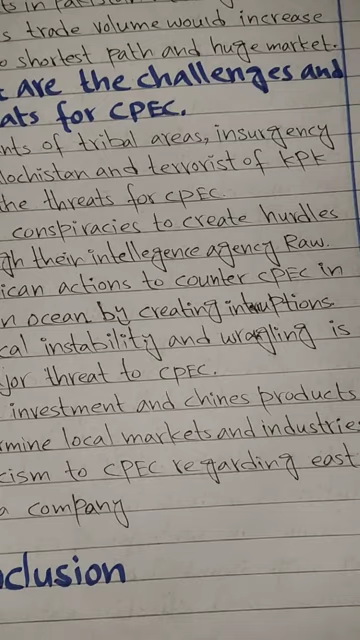 s trade volume would increase
shortest path and huge market.
are the challenges and
ats for CPEC.
nts of tribal areas, insurgency
lochistan and terrorist of KPK
the threats for CPEC.
conspiracies to create hurdles
gh their intellegence agency Raw.
ican actions to counter CPEC in
n ocean by creating interruptions
cal instability and wrangling is
jor threat to CPEC.
investment and chines products
rmine local markets and industries
cism to CPEC regarding east
a company
clusion